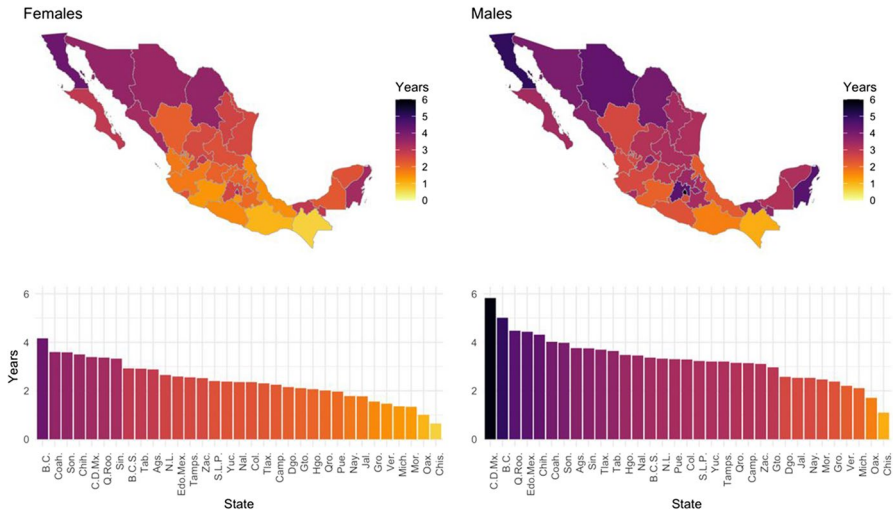 Females
Males
Years
6
5
4
3
2
1
0
Years
6
5
4
3
2
1
0
6
4
2
0
Years
B.C.
Coah.
Son.
Chih.
C.D.Mx.
Q.Roo.
Sin.
B.C.S.
Tab.
Ags.
N.L.
Edo.Mex.
Tamps.
Zac.
S.L.P.
Yuc.
Nal.
Col.
Tlax.
Camp.
Dgo.
Gto.
Hgo.
Qro.
Pue.
Nay.
Jal.
Gro.
Ver.
Mich.
Mor.
Oax.
Chis.
State
6
4
2
0
C.D.Mx.
B.C.
Q.Roo.
Edo.Mex.
Chih.
Coah.
Son.
Ags.
Sin.
Tlax.
Tab.
Hgo.
Nal.
B.C.S.
N.L.
Pue.
Col.
S.L.P.
Yuc.
Tamps.
Qro.
Camp.
Zac.
Gto.
Dgo.
Jal.
Nay.
Mor.
Gro.
Ver.
Mich.
Oax.
Chis.
State